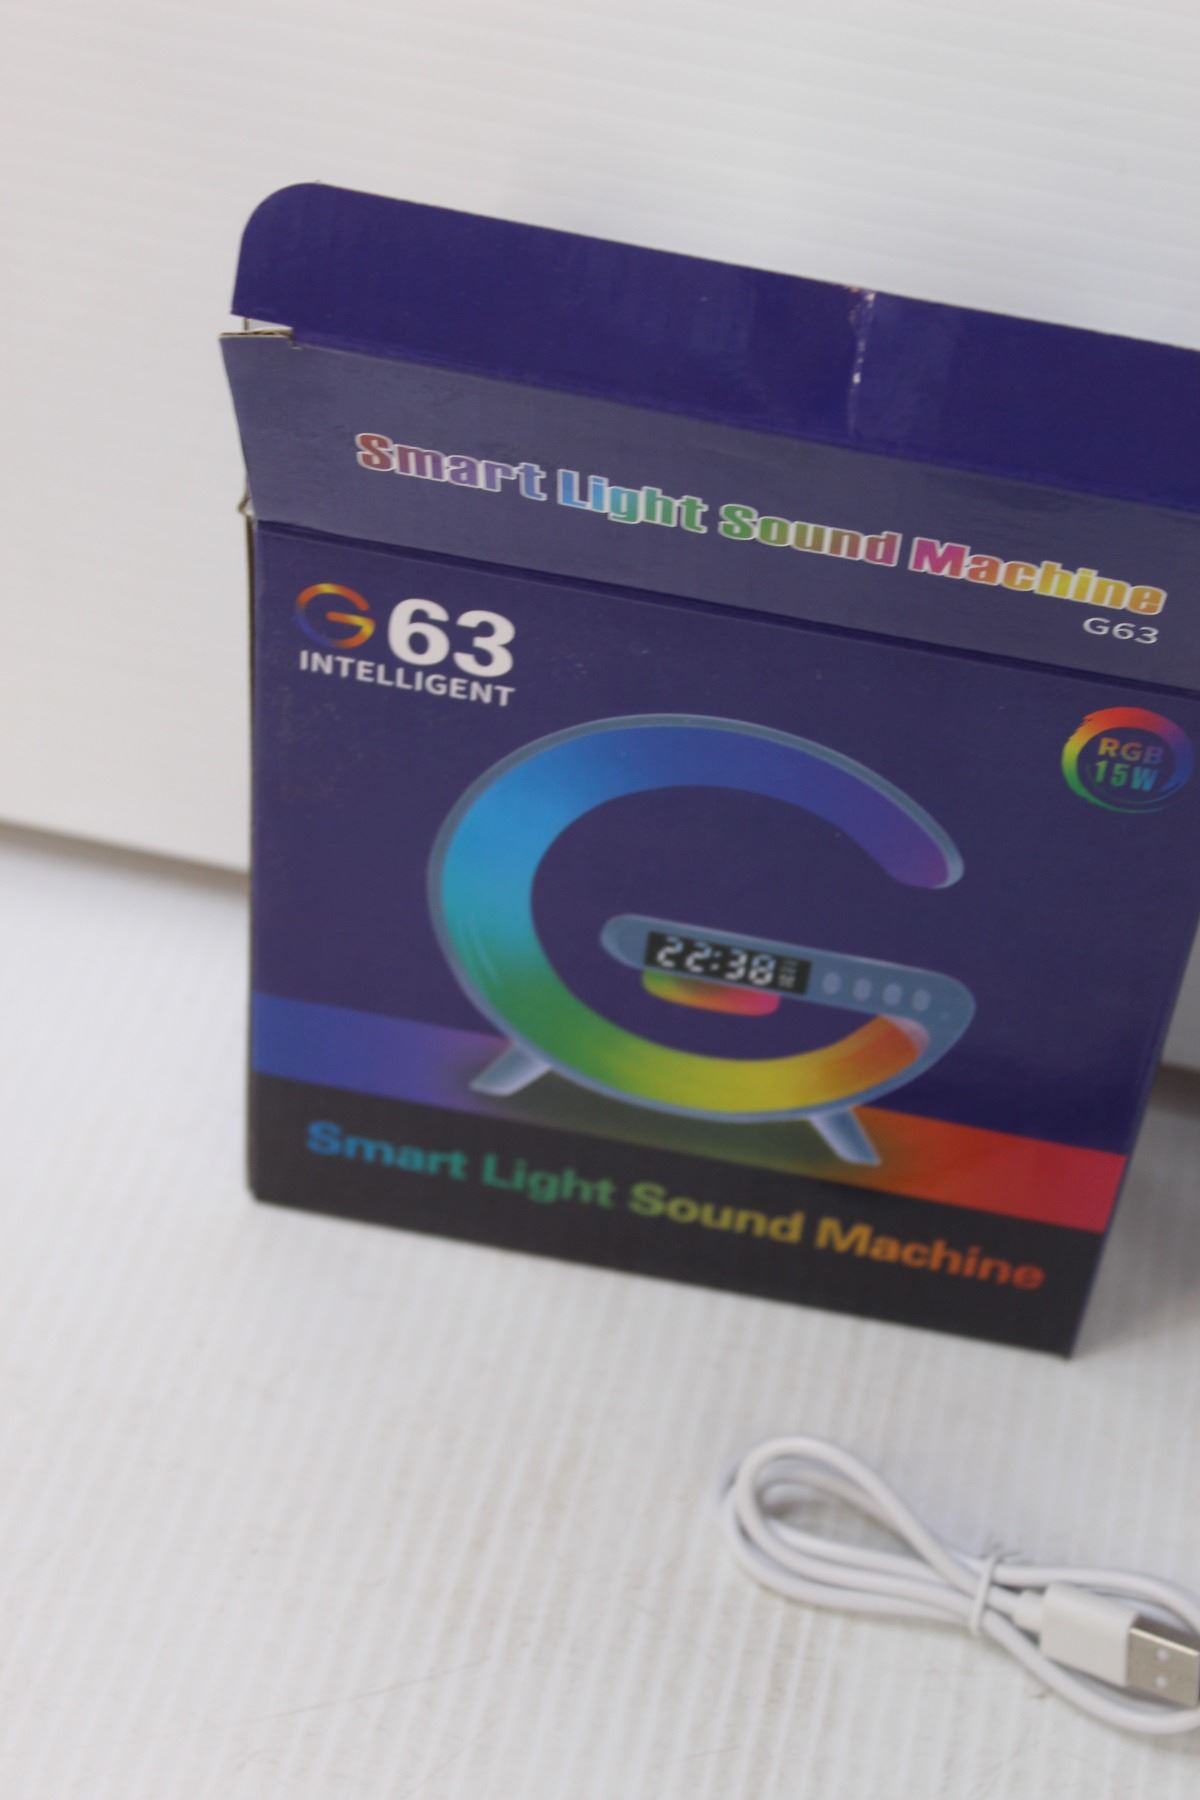 Smart Light Sound Machine
G63
G63
INTELLIGENT
RGB
15W
22:38
Smart Light Sound Machine